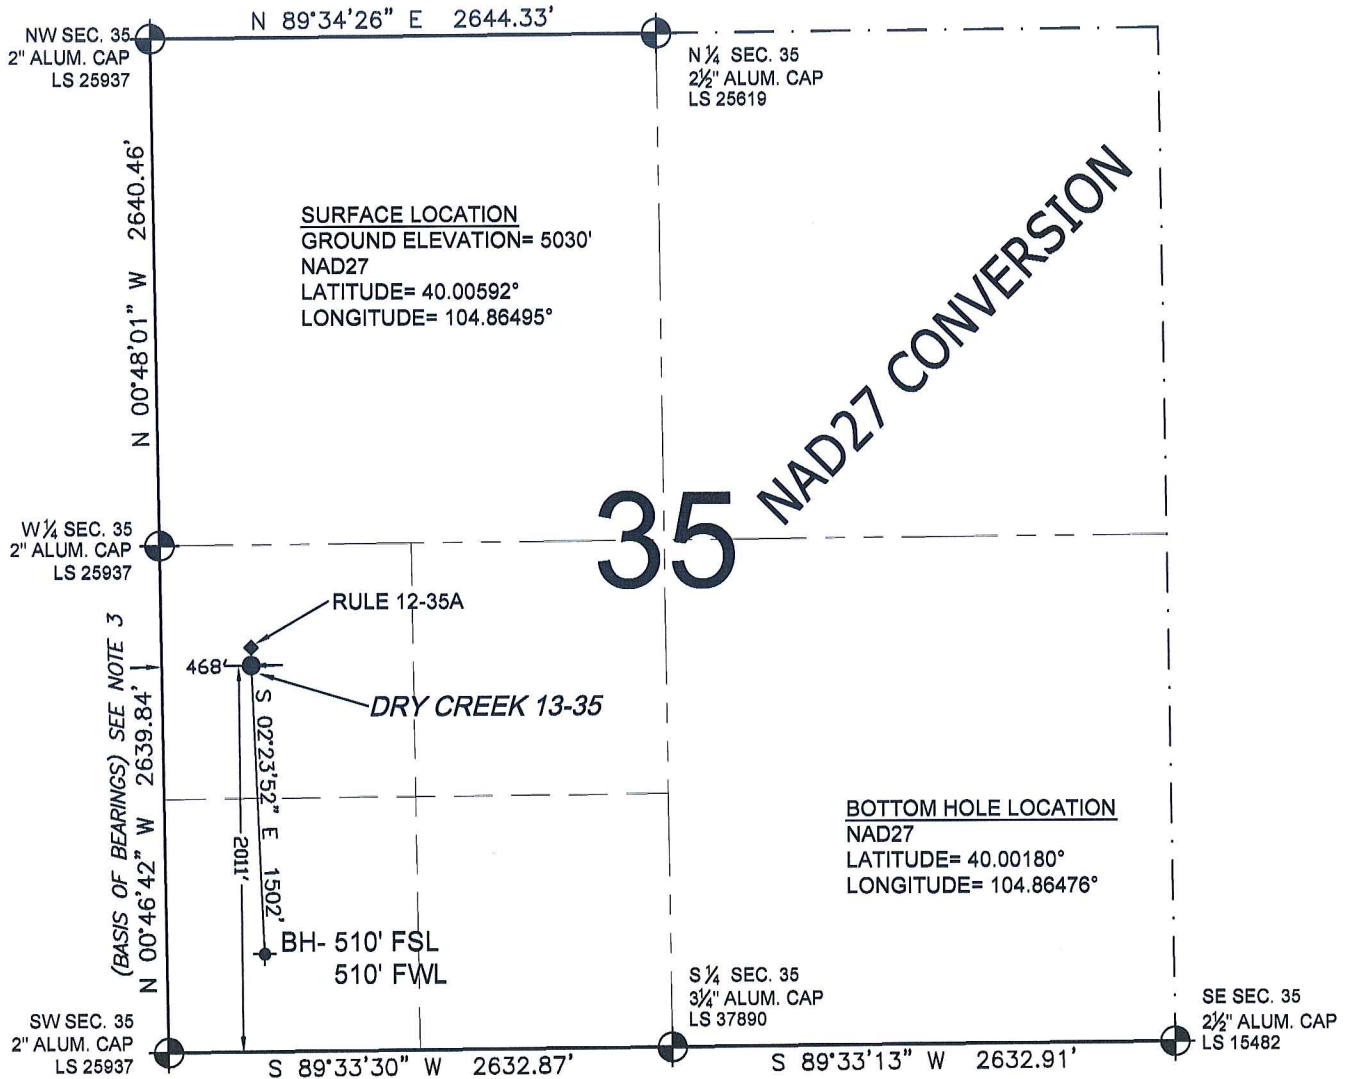 N 89°34'26" E 2644.33'
NW SEC. 35
2" ALUM. CAP
LS 25937
N ¼ SEC. 35
2½" ALUM. CAP
LS 25619
N 00°48'01" W 2640.46'
SURFACE LOCATION
GROUND ELEVATION= 5030'
NAD27
LATITUDE= 40.00592°
LONGITUDE= 104.86495°
NAD27 CONVERSION
35
W ¼ SEC. 35
2" ALUM. CAP
LS 25937
RULE 12-35A
468'
DRY CREEK 13-35
(BASIS OF BEARINGS) SEE NOTE 3
N 00°46'42" W 2639.84'
S 02°23'52" E 1502'
2011'
BH- 510' FSL
510' FWL
BOTTOM HOLE LOCATION
NAD27
LATITUDE= 40.00180°
LONGITUDE= 104.86476°
S ¼ SEC. 35
3¼" ALUM. CAP
LS 37890
SE SEC. 35
2½" ALUM. CAP
LS 15482
SW SEC. 35
2" ALUM. CAP
LS 25937
S 89°33'30" W 2632.87'
S 89°33'13" W 2632.91'